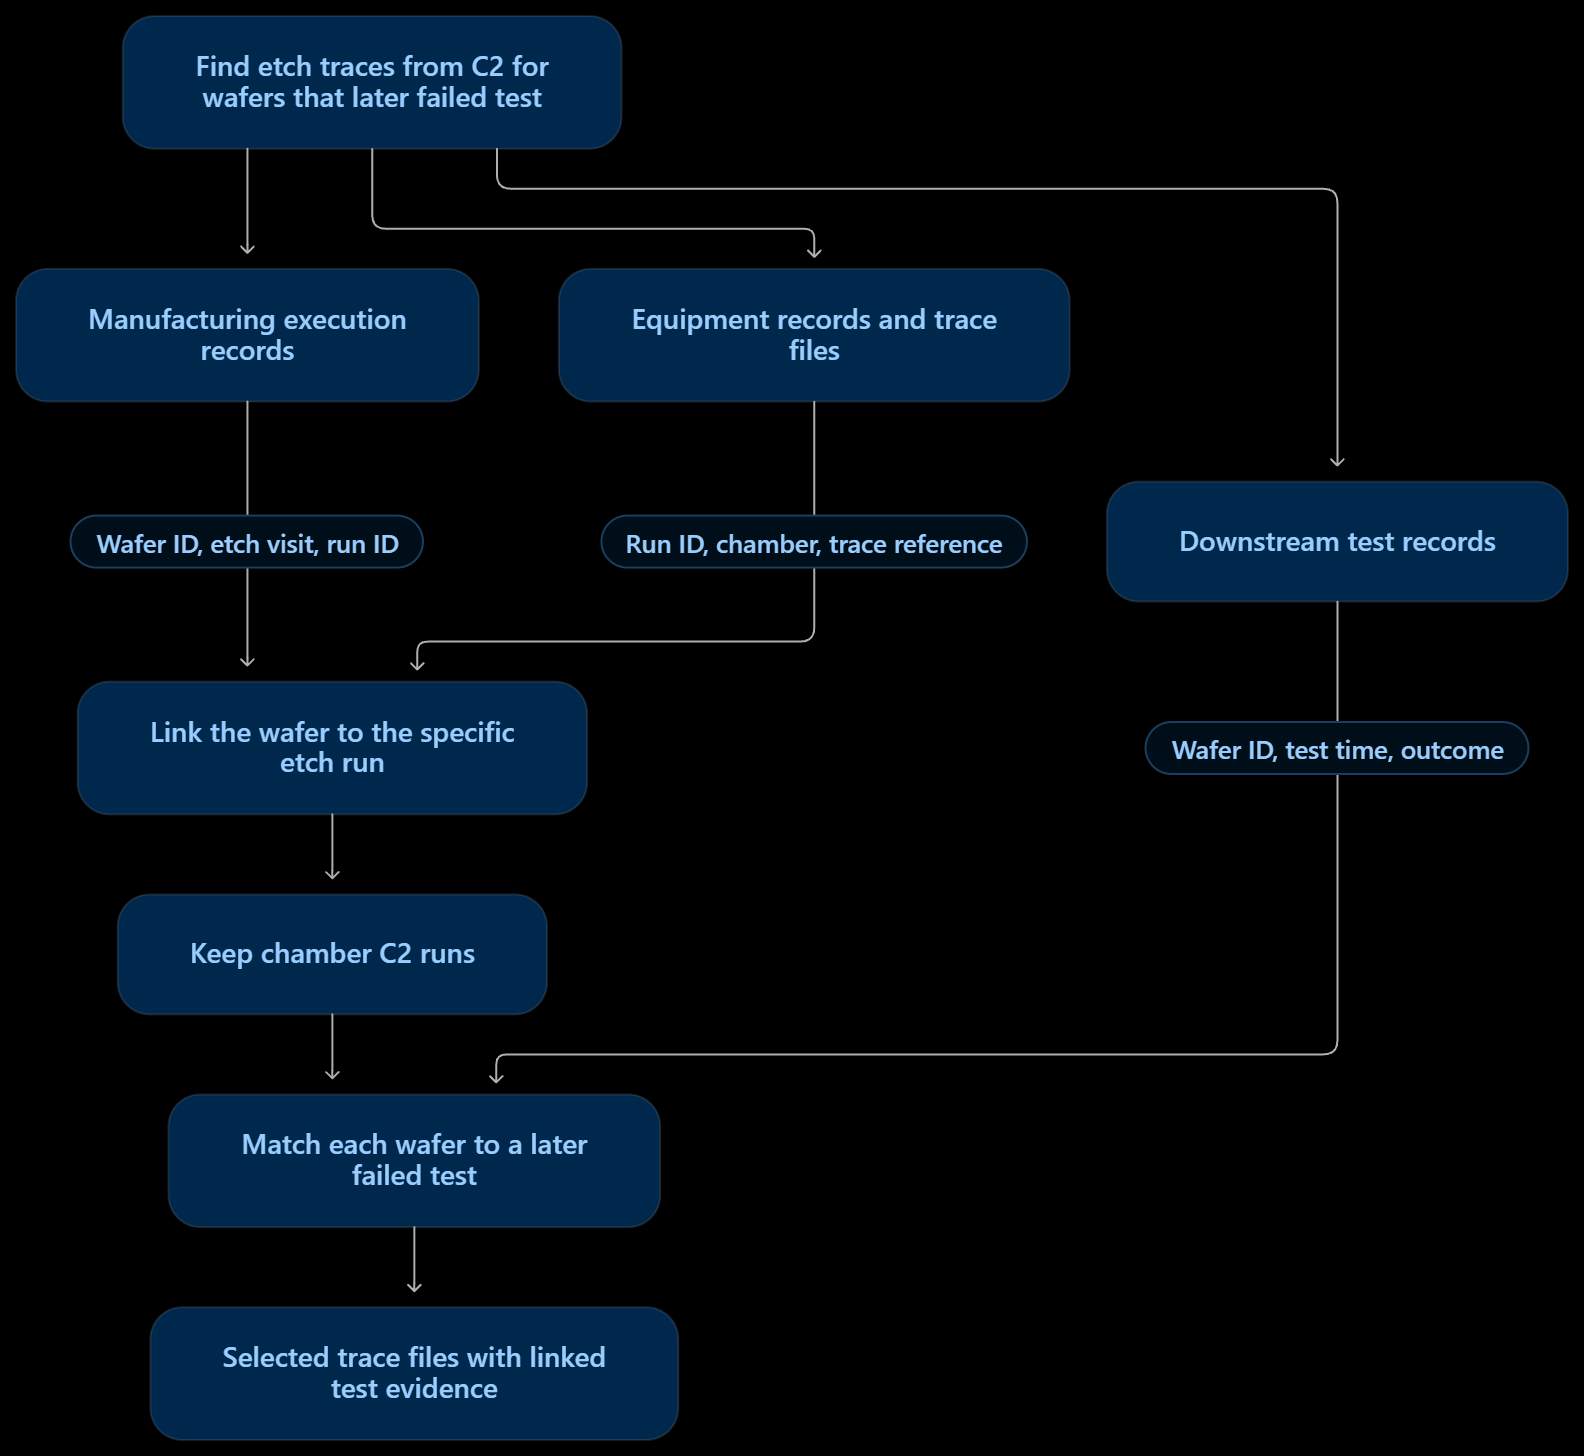 Find etch traces from C2 for
wafers that later failed test
Manufacturing execution
records
Equipment records and trace
files
Wafer ID, etch visit, run ID
Run ID, chamber, trace reference
Downstream test records
Link the wafer to the specific
etch run
Wafer ID, test time, outcome
Keep chamber C2 runs
Match each wafer to a later
failed test
Selected trace files with linked
test evidence